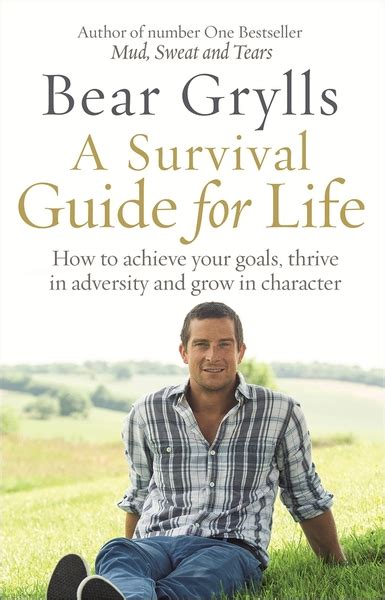 Author of number One Bestseller
Mud, Sweat and Tears
Bear Grylls
A Survival
Guide for Life
How to achieve your goals, thrive
in adversity and grow in character